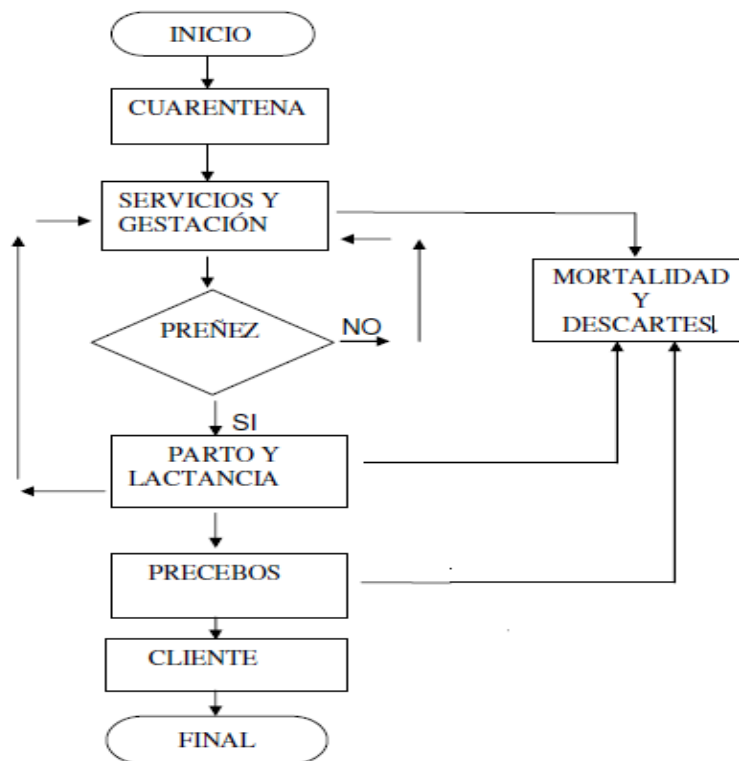 INICIO
CUARENTENA
SERVICIOS Y
GESTACIÓN
MORTALIDAD
Y
DESCARTES.
PREÑEZ
NO
SI
PARTO Y
LACTANCIA
PRECEBOS
CLIENTE
FINAL